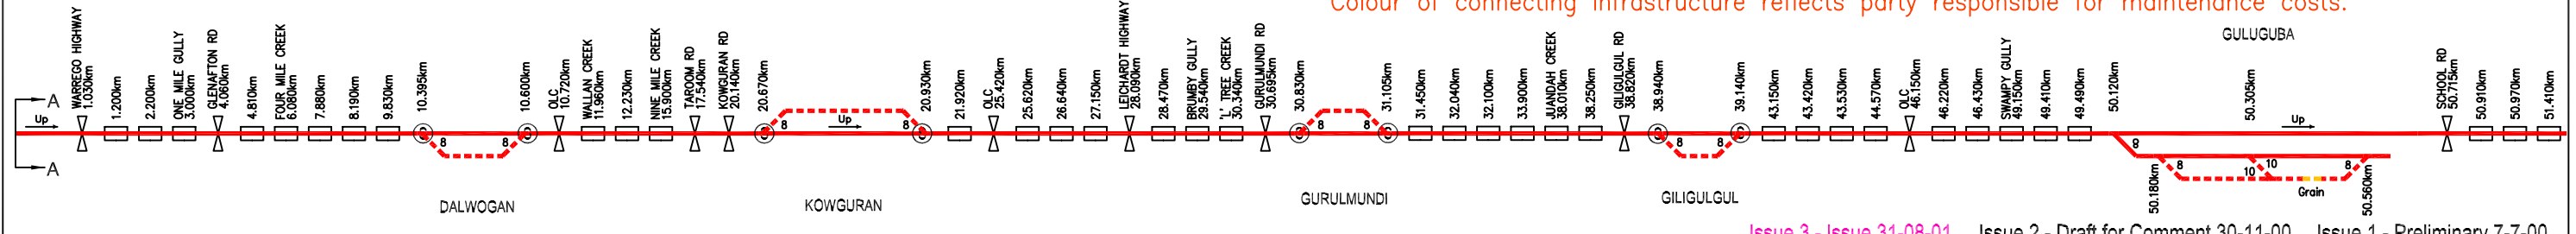 Colour of connecting infrastructure reflects party responsible for maintenance costs.
GULUGUBA
A
A
Up
WARREGO HIGHWAY
1.030km
1.200km
2.200km
ONE MILE GULLY
3.000km
GLENAFTON RD
4.060km
4.810km
FOUR MILE CREEK
6.080km
7.880km
8.190km
9.830km
10.395km
8
8
10.600km
OLC
10.720km
WALLAN CREEK
11.960km
12.230km
NINE MILE CREEK
15.900km
TAROOM RD
17.540km
KOWGURAN RD
20.140km
20.670km
8
Up
8
20.930km
21.920km
OLC
25.420km
25.620km
26.640km
27.150km
LEICHARDT HIGHWAY
28.090km
28.470km
BRUMBY GULLY
29.540km
'L' TREE CREEK
30.340km
GURULMUNDI RD
30.695km
30.830km
8
8
31.105km
31.450km
32.040km
32.100km
33.900km
JUANDAH CREEK
38.010km
38.250km
GILIGULGUL RD
38.820km
38.940km
8
8
39.140km
43.150km
43.420km
43.530km
44.570km
OLC
46.150km
46.220km
46.430km
SWAMPY GULLY
49.150km
49.410km
49.490km
50.120km
8
50.180km
8
50.305km
10
10
Up
Grain
8
50.560km
SCHOOL RD
50.715km
50.910km
50.970km
51.410km
DALWOGAN
KOWGURAN
GURULMUNDI
GILIGULGUL
Issue 3 - Issue 31-08-01 Issue 2 - Draft for Comment 30-11-00 Issue 1 - Preliminary 7-7-00